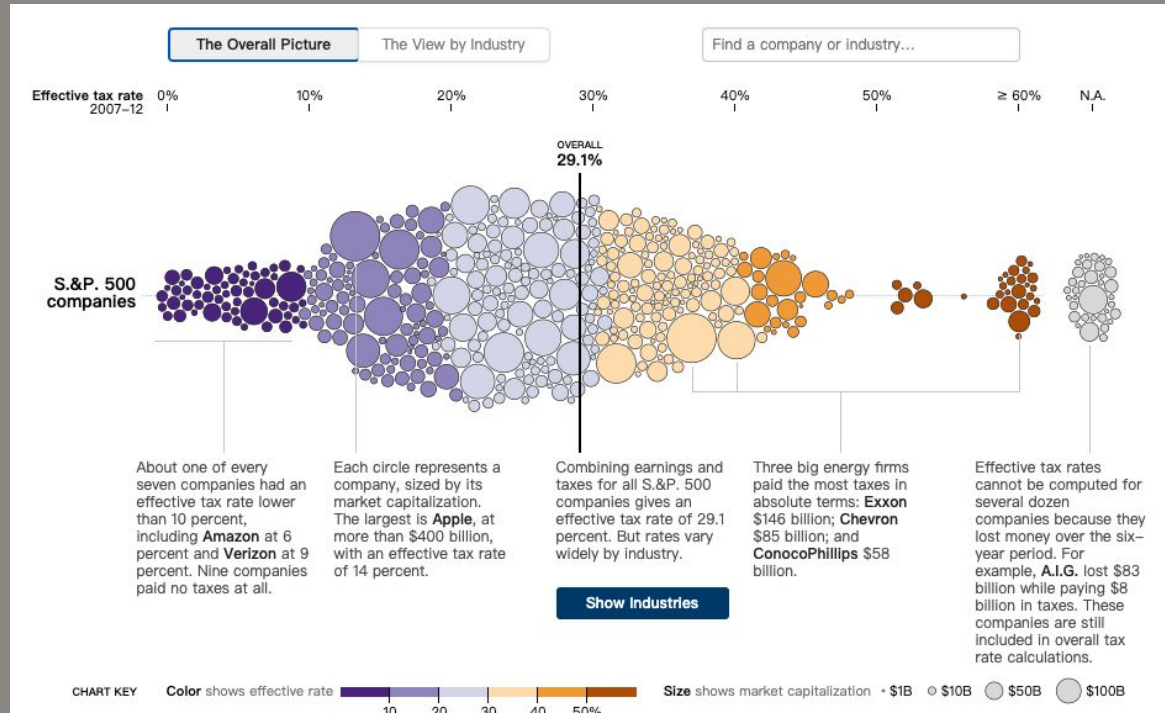 The Overall Picture
The View by Industry
Find a company or industry...
Effective tax rate 0% 10% 20% 30% 40% 50% ≥ 60% N.A.
2007–12
OVERALL
29.1%
S.&P. 500
companies
About one of every
seven companies had an
effective tax rate lower
than 10 percent,
including Amazon at 6
percent and Verizon at 9
percent. Nine companies
paid no taxes at all.
Each circle represents a
company, sized by its
market capitalization.
The largest is Apple, at
more than $400 billion,
with an effective tax rate
of 14 percent.
Combining earnings and
taxes for all S.&P. 500
companies gives an
effective tax rate of 29.1
percent. But rates vary
widely by industry.
Show Industries
Three big energy firms
paid the most taxes in
absolute terms: Exxon
$146 billion; Chevron
$85 billion; and
ConocoPhillips $58
billion.
Effective tax rates
cannot be computed for
several dozen
companies because they
lost money over the six–
year period. For
example, A.I.G. lost $83
billion while paying $8
billion in taxes. These
companies are still
included in overall tax
rate calculations.
CHART KEY Color shows effective rate
10 20 30 40 50%
Size shows market capitalization $1B $10B $50B $100B